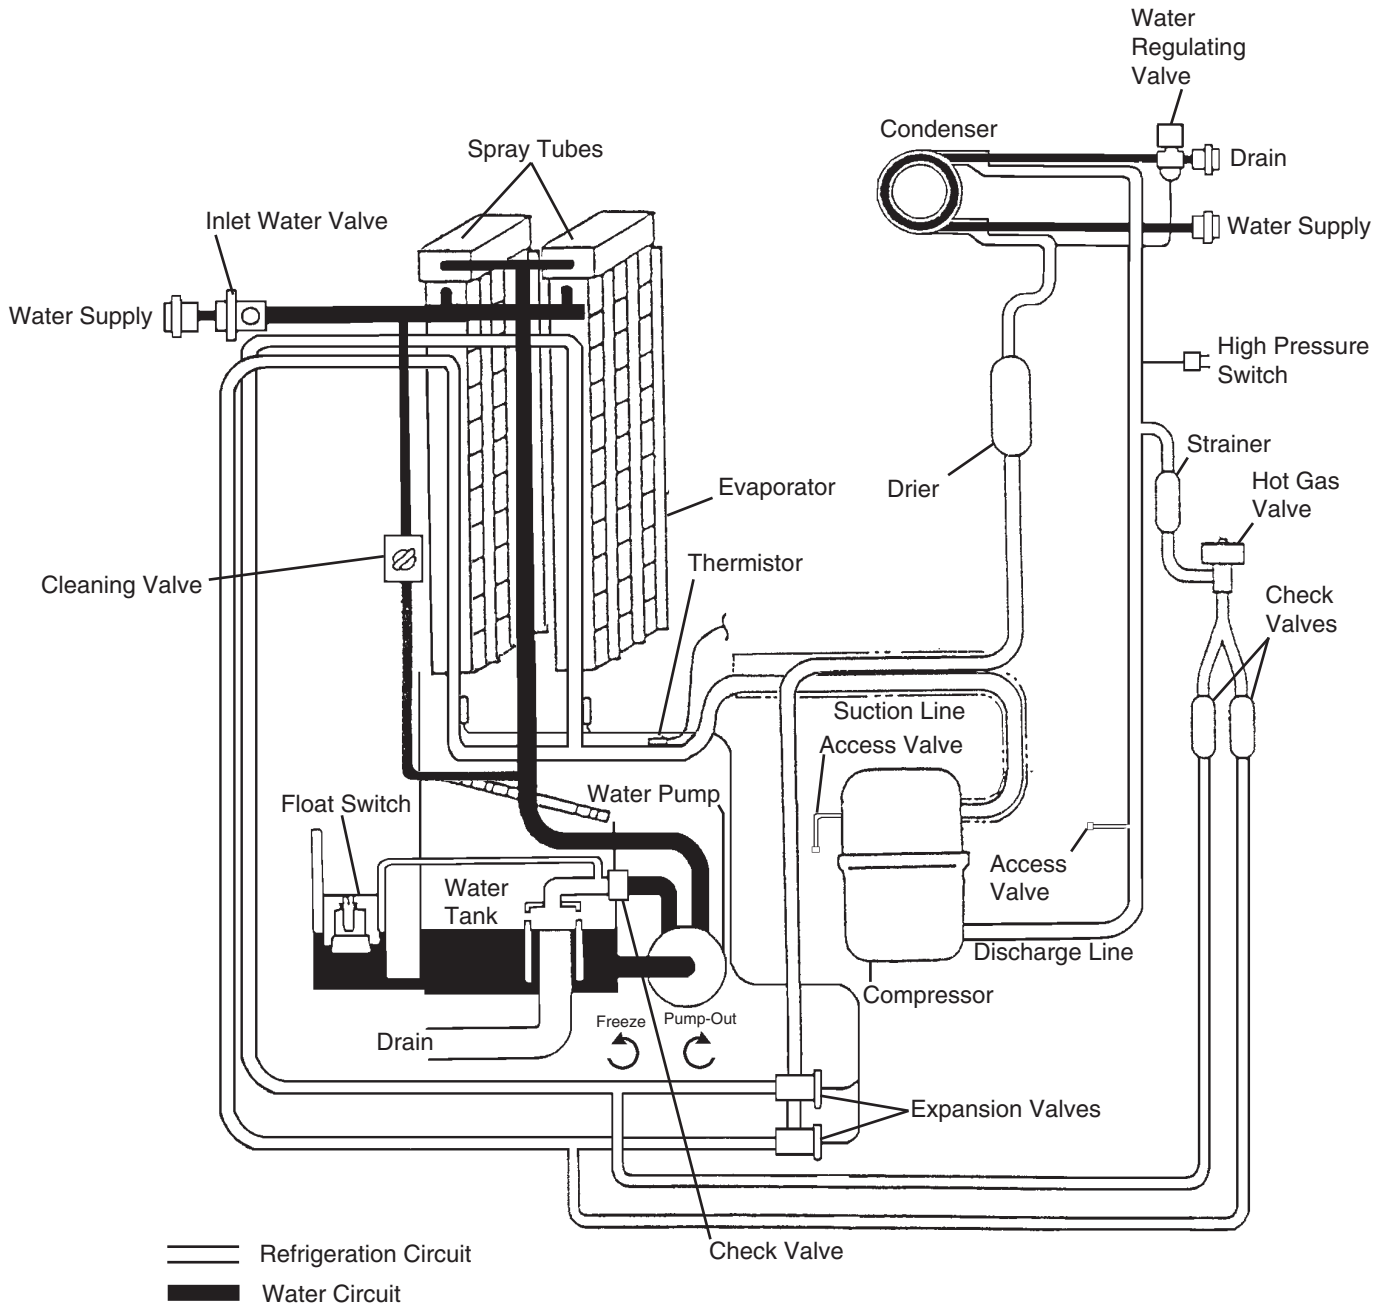 Water
Regulating
Valve
Condenser
Spray Tubes
Drain
Inlet Water Valve
Water Supply
Water Supply
High Pressure
Switch
Strainer
Hot Gas
Valve
Evaporator
Drier
Thermistor
Cleaning Valve
Check
Valves
Suction Line
Access Valve
Water Pump
Float Switch
Access
Valve
Water
Tank
Discharge Line
Compressor
Freeze
Pump-Out
Drain
Expansion Valves
Check Valve
Refrigeration Circuit
Water Circuit